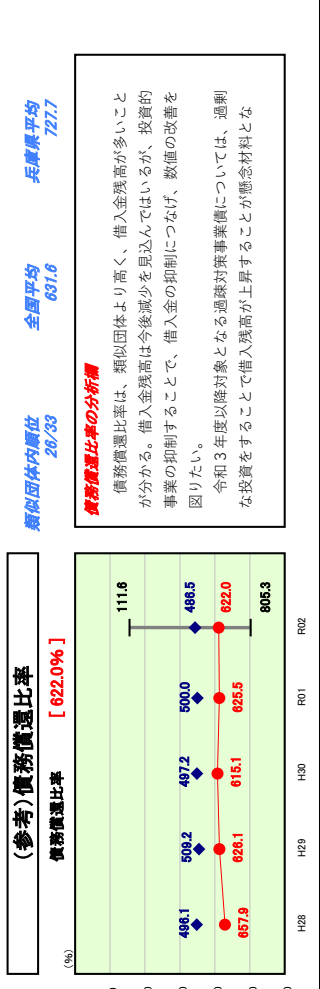 (参考)債務償還比率
債務償還比率
[ 622.0% ]
(%)
111.6
496.1
509.2
497.2
500.0
486.5
657.9
626.1
615.1
625.5
622.0
805.3
H28
H29
H30
R01
R02
類似団体内順位
26/33
全国平均
631.6
兵庫県平均
727.7
債務償還比率の分析欄
債務償還比率は、類似団体より高く、借入金残高が多いこと
が分かる。借入金残高は今後減少を見込んではいるが、投資的
事業の抑制することで、借入金の抑制につなげ、数値の改善を
図りたい。
令和3年度以降対象となる過疎対策事業債については、過剰
な投資をすることで借入残高が上昇することが懸念材料とな